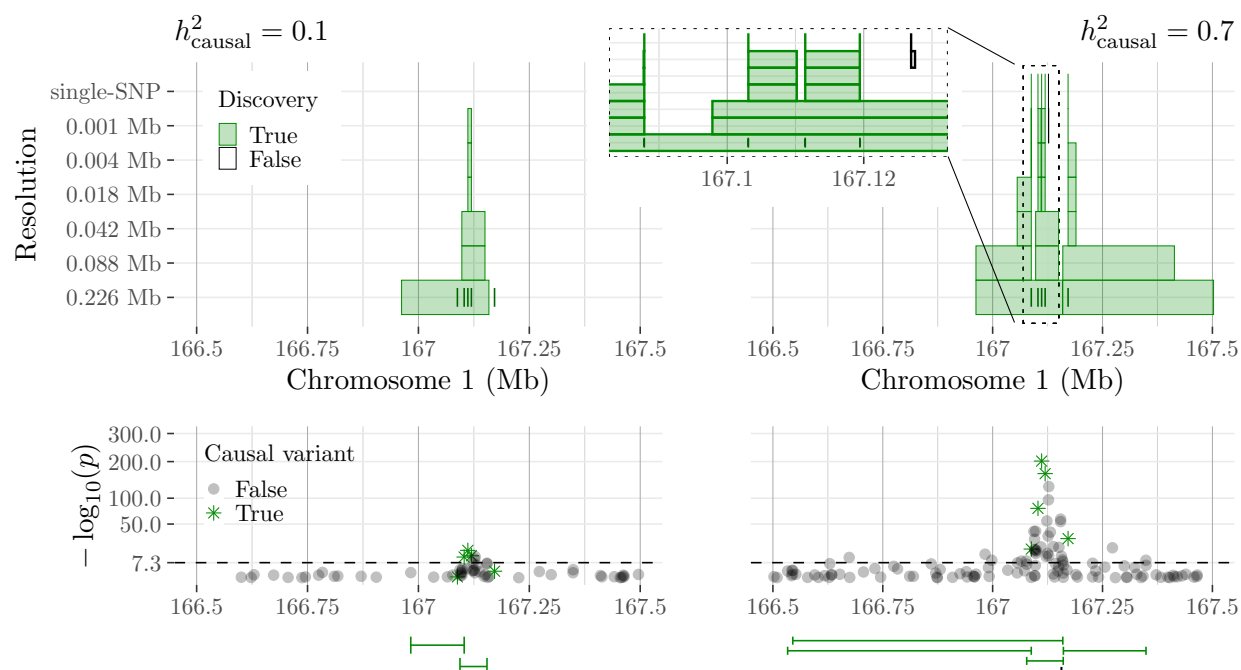 h²causal = 0.1
h²causal = 0.7
Resolution
single-SNP
0.001 Mb
0.004 Mb
0.018 Mb
0.042 Mb
0.088 Mb
0.226 Mb
Discovery
True
False
167.1 167.12
166.5 166.75 167 167.25 167.5
Chromosome 1 (Mb)
166.5 166.75 167 167.25 167.5
Chromosome 1 (Mb)
− log10(p)
300.0
200.0
100.0
50.0
7.3
Causal variant
False
True
166.5 166.75 167 167.25 167.5
166.5 166.75 167 167.25 167.5